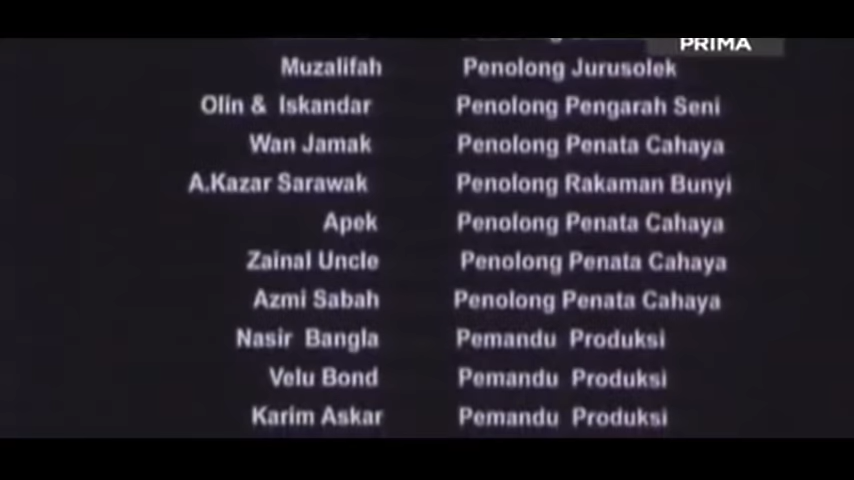 PRIMA
Muzalifah Penolong Jurusolek
Olin & Iskandar Penolong Pengarah Seni
Wan Jamak Penolong Penata Cahaya
A.Kazar Sarawak Penolong Rakaman Bunyi
Apek Penolong Penata Cahaya
Zainal Uncle Penolong Penata Cahaya
Azmi Sabah Penolong Penata Cahaya
Nasir Bangla Pemandu Produksi
Velu Bond Pemandu Produksi
Karim Askar Pemandu Produksi